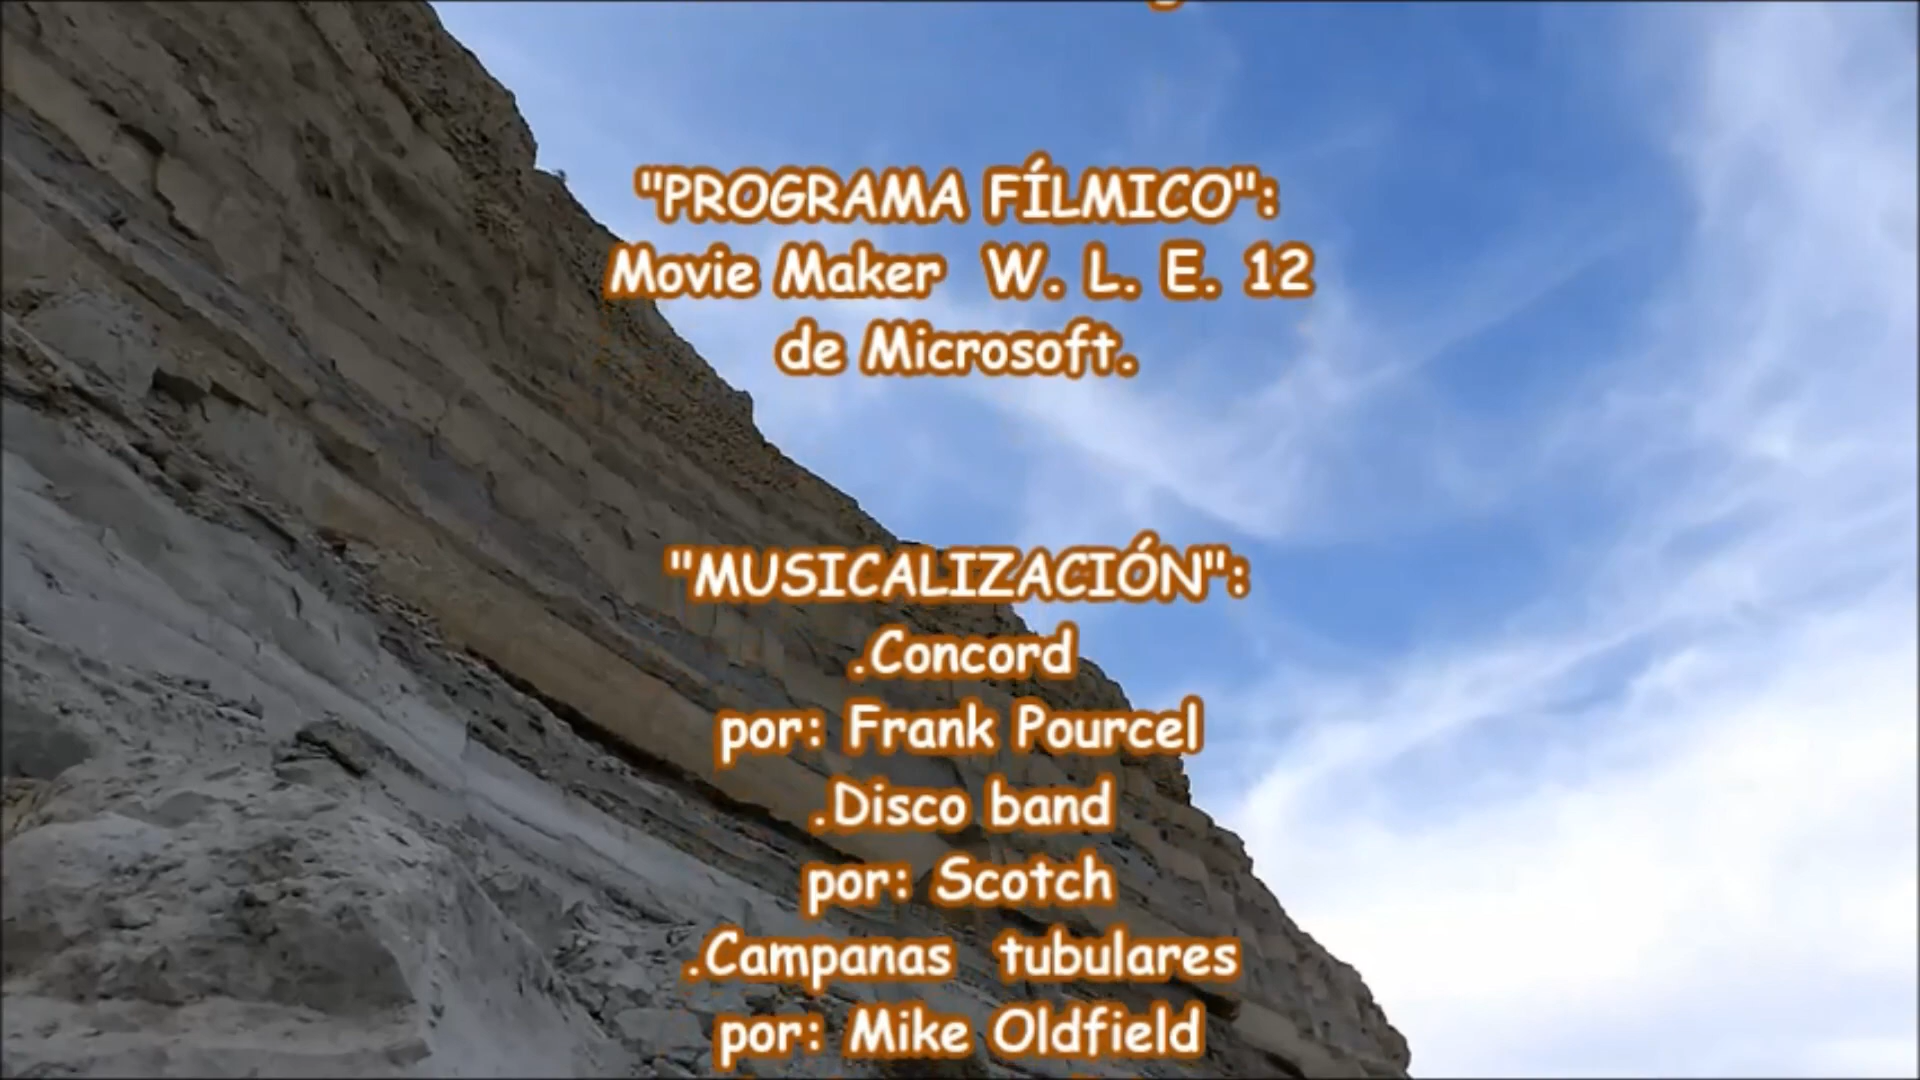 "PROGRAMA FÍLMICO":
Movie Maker W. L. E. 12
de Microsoft.
"MUSICALIZACIÓN":
.Concord
por: Frank Pourcel
.Disco band
por: Scotch
.Campanas tubulares
por: Mike Oldfield